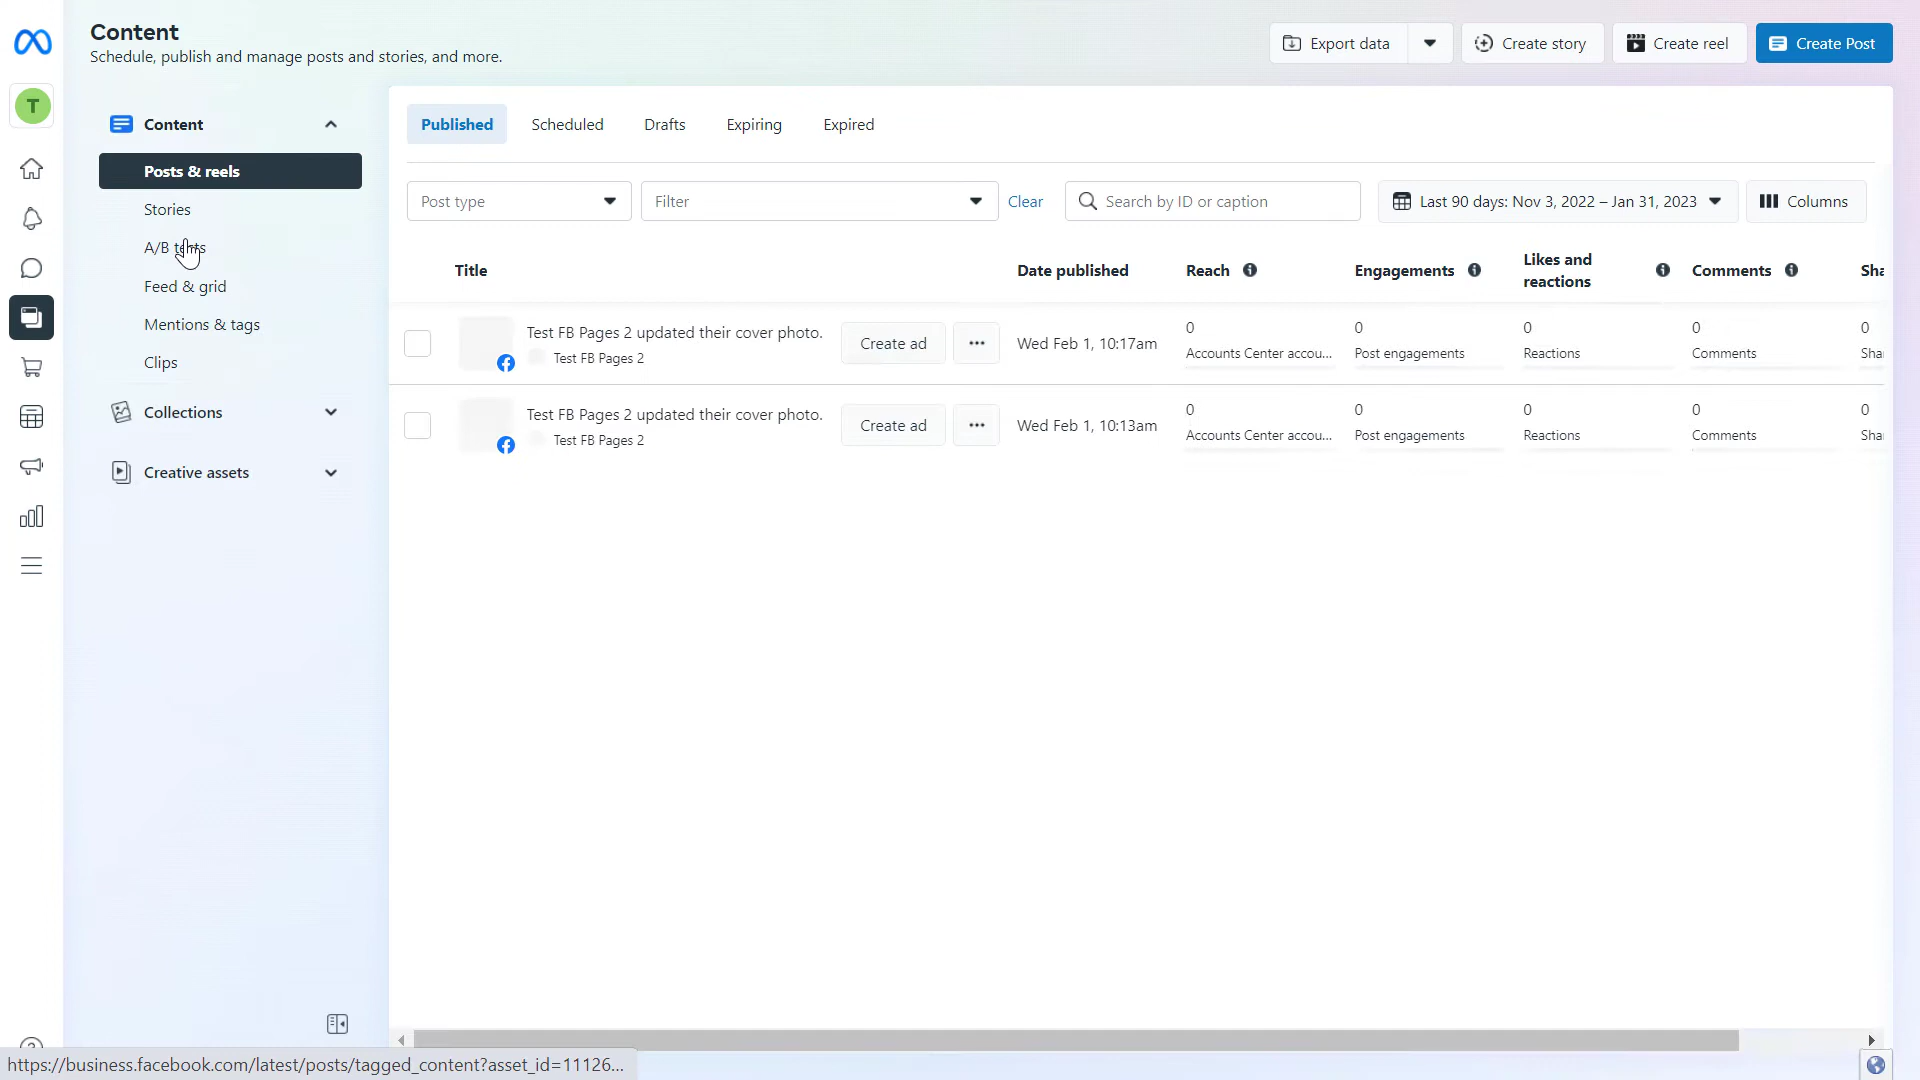 Content
Schedule, publish and manage posts and stories, and more.
Export data
Create story
Create reel
Create Post
T
Content
Posts & reels
Stories
A/B tests
Feed & grid
Mentions & tags
Clips
Collections
Creative assets
Published
Scheduled
Drafts
Expiring
Expired
Post type
Filter
Clear
Search by ID or caption
Last 90 days: Nov 3, 2022 – Jan 31, 2023
Columns
Title
Date published
Reach
Engagements
Likes and
reactions
Comments
Sha
Test FB Pages 2 updated their cover photo.
Test FB Pages 2
Create ad
Wed Feb 1, 10:17am
0
Accounts Center accou...
0
Post engagements
0
Reactions
0
Comments
0
Sha
Test FB Pages 2 updated their cover photo.
Test FB Pages 2
Create ad
Wed Feb 1, 10:13am
0
Accounts Center accou...
0
Post engagements
0
Reactions
0
Comments
0
Sha
https://business.facebook.com/latest/posts/tagged_content?asset_id=11126...